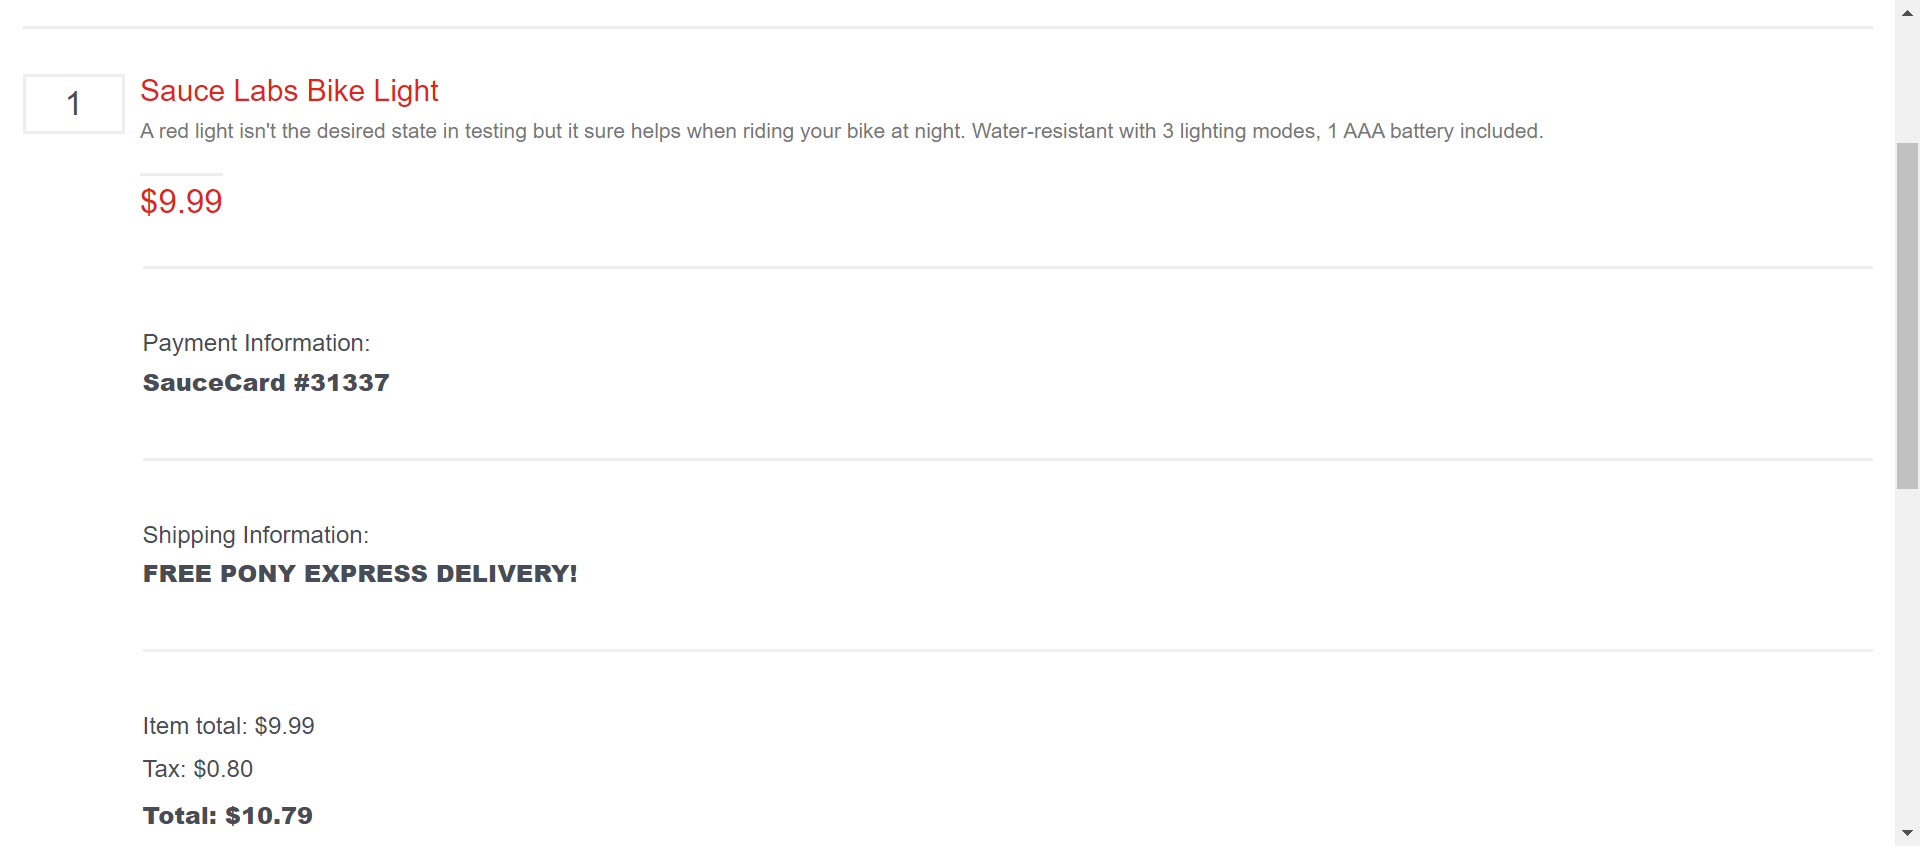 1
Sauce Labs Bike Light
A red light isn't the desired state in testing but it sure helps when riding your bike at night. Water-resistant with 3 lighting modes, 1 AAA battery included.
$9.99
Payment Information:
SauceCard #31337
Shipping Information:
FREE PONY EXPRESS DELIVERY!
Item total: $9.99
Tax: $0.80
Total: $10.79